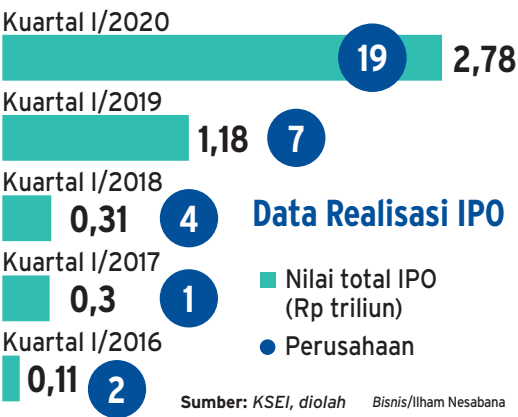 Kuartal I/2020
19
2,78
Kuartal I/2019
1,18
7
Kuartal I/2018
0,31
4
Data Realisasi IPO
Kuartal I/2017
0,3
1
Nilai total IPO
(Rp triliun)
Kuartal I/2016
Perusahaan
0,11
2
Sumber: KSEI, diolah Bisnis/Ilham Nesabana